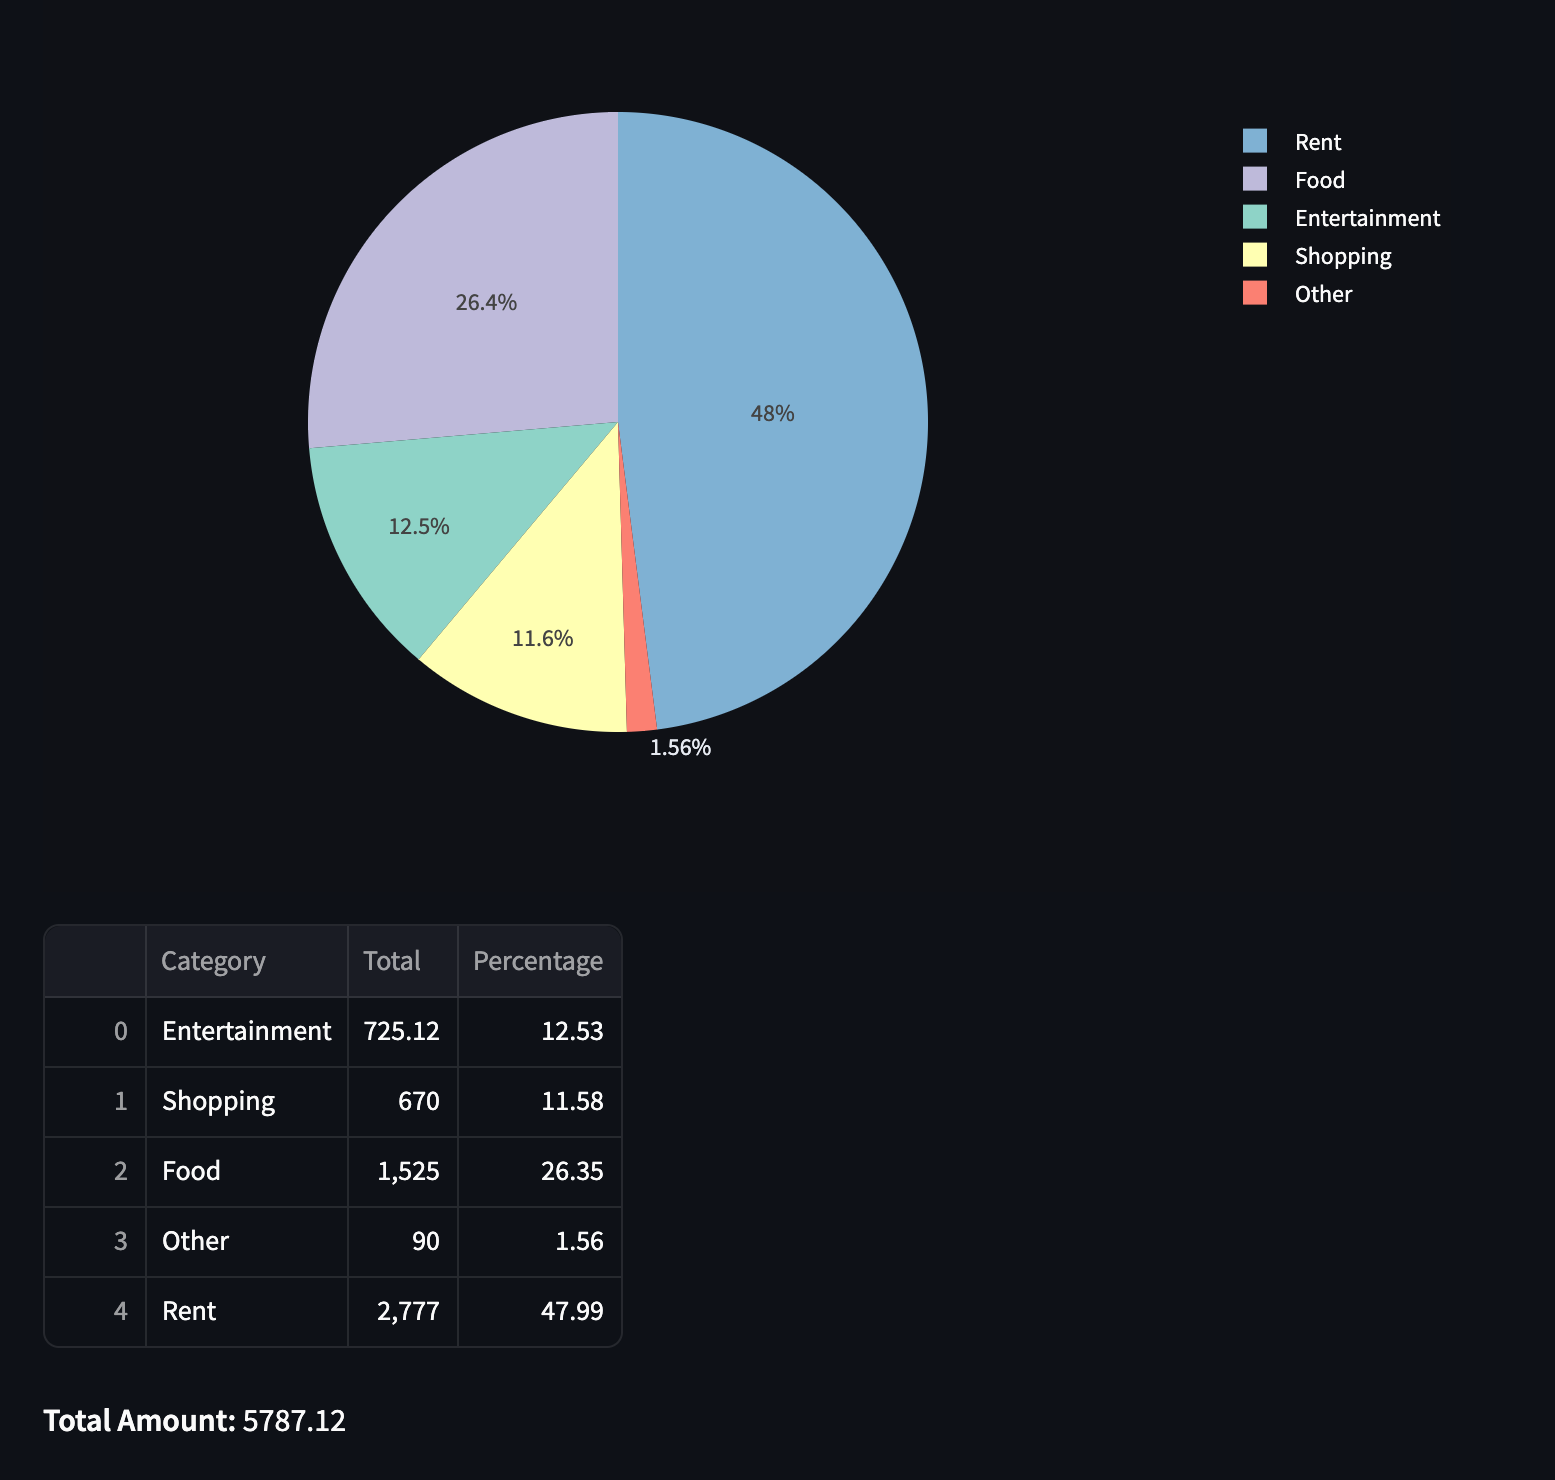 Rent
Food
Entertainment
Shopping
Other
26.4%
48%
12.5%
11.6%
1.56%
Category Total Percentage
0 Entertainment 725.12 12.53
1 Shopping 670 11.58
2 Food 1,525 26.35
3 Other 90 1.56
4 Rent 2,777 47.99
Total Amount: 5787.12